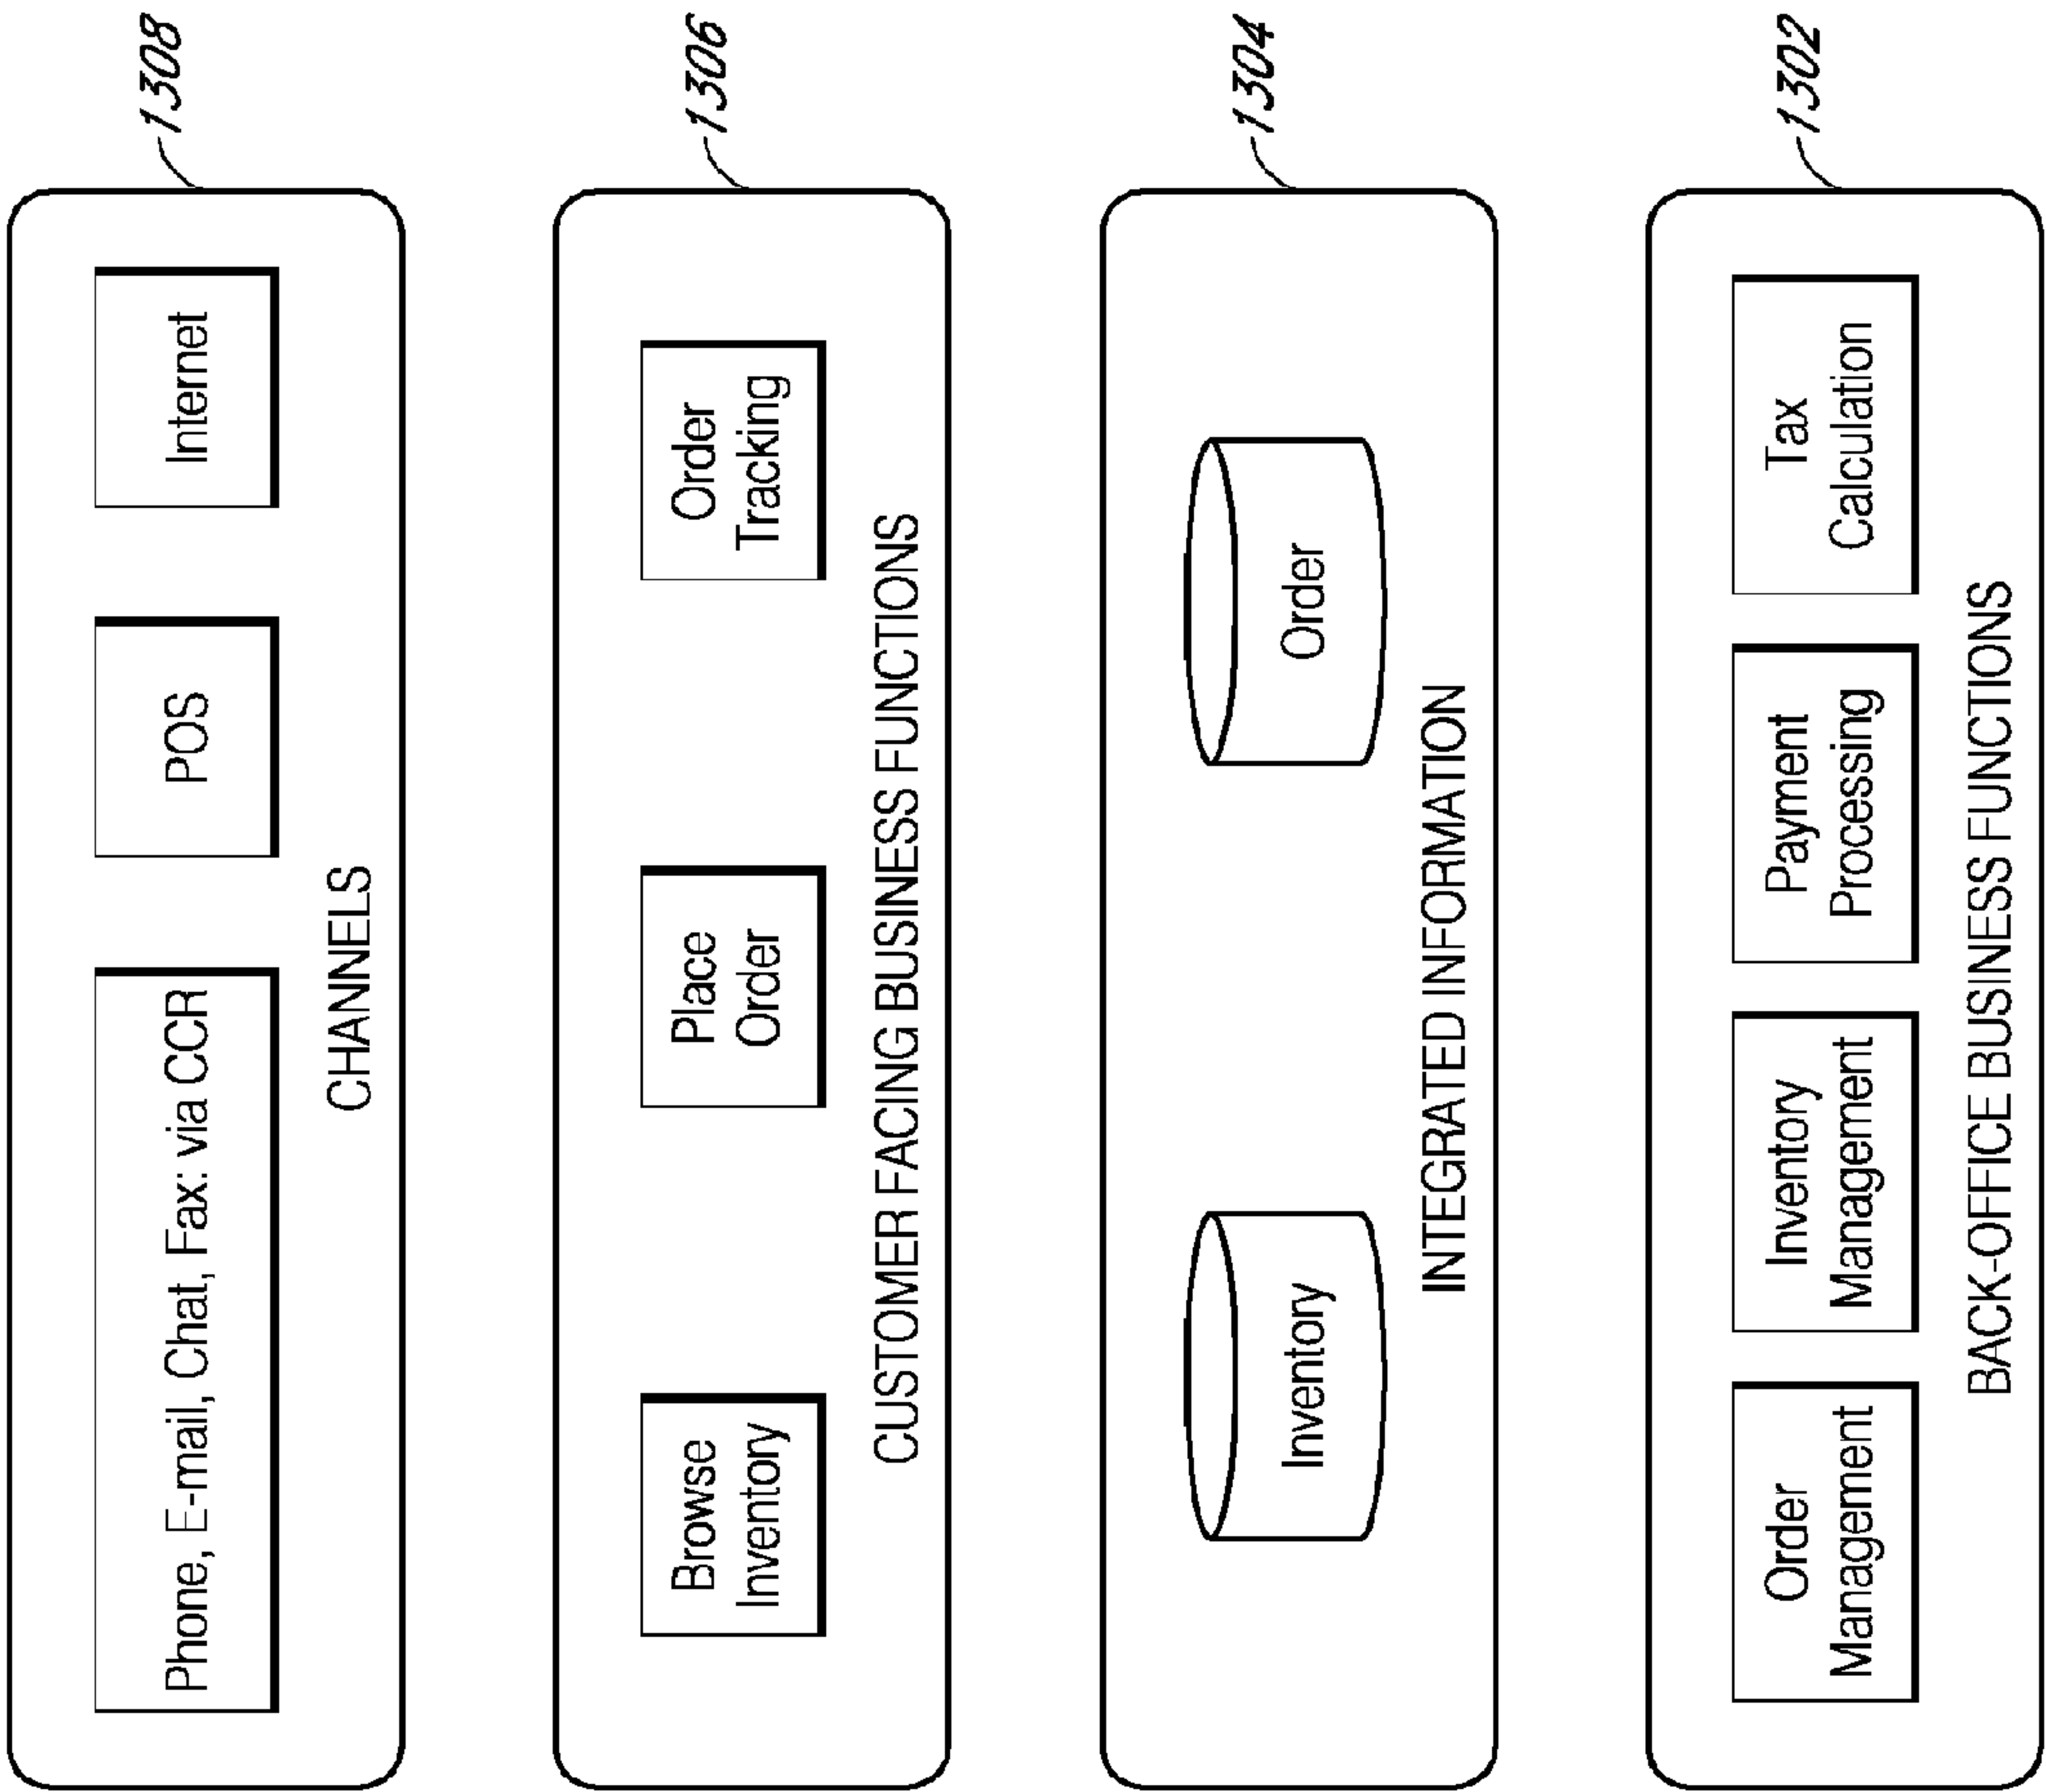 1308
Phone, E-mail, Chat, Fax: via CCR
POS
Internet
CHANNELS
1306
Browse
Inventory
Place
Order
Order
Tracking
CUSTOMER FACING BUSINESS FUNCTIONS
1304
Inventory
Order
INTEGRATED INFORMATION
1302
Order
Management
Inventory
Management
Payment
Processing
Tax
Calculation
BACK-OFFICE BUSINESS FUNCTIONS